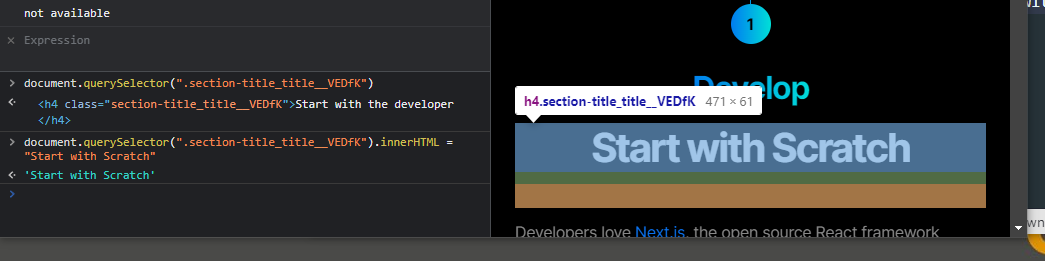 not available
Expression
document.querySelector(".section-title_title__VEDfK")
<h4 class="section-title_title__VEDfK">Start with the developer
</h4>
document.querySelector(".section-title_title__VEDfK").innerHTML =
"Start with Scratch"
'Start with Scratch'
1
Develop
h4.section-title_title__VEDfK 471 × 61
Start with Scratch
Developers love Next.js, the open source React framework